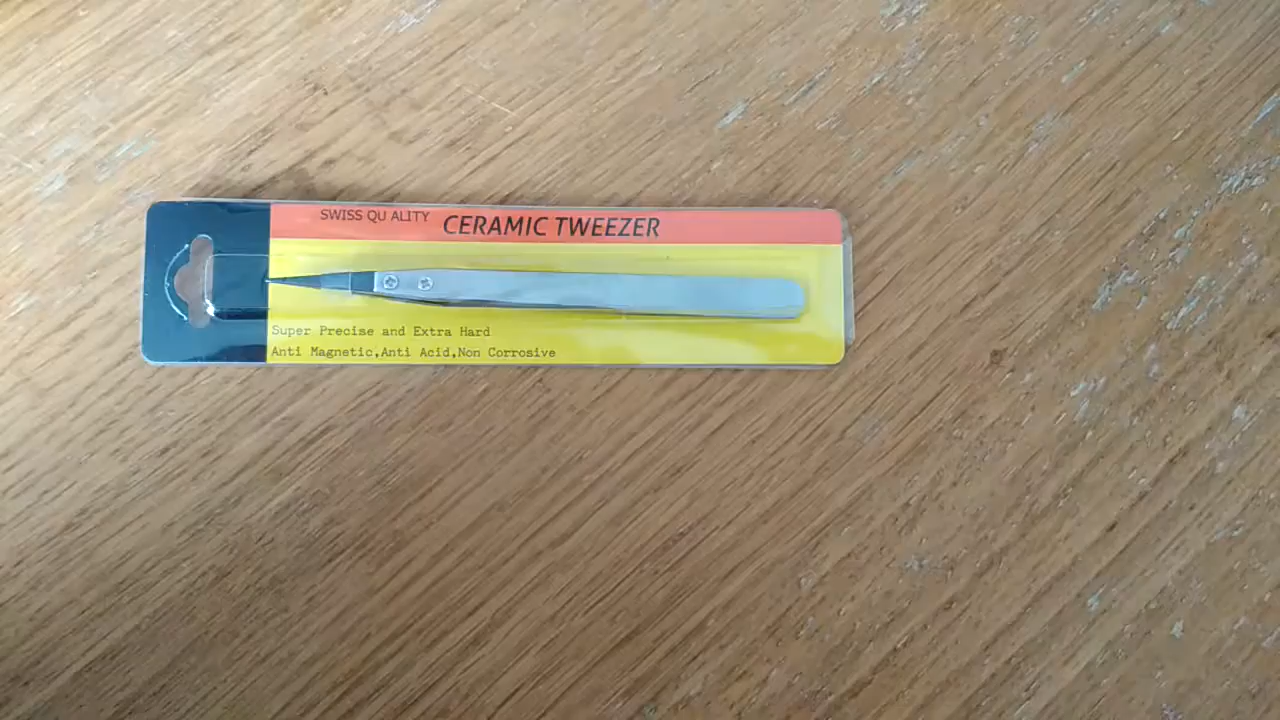 SWISS QU ALITY CERAMIC TWEEZER
Super Precise and Extra Hard
Anti Magnetic,Anti Acid,Non Corrosive